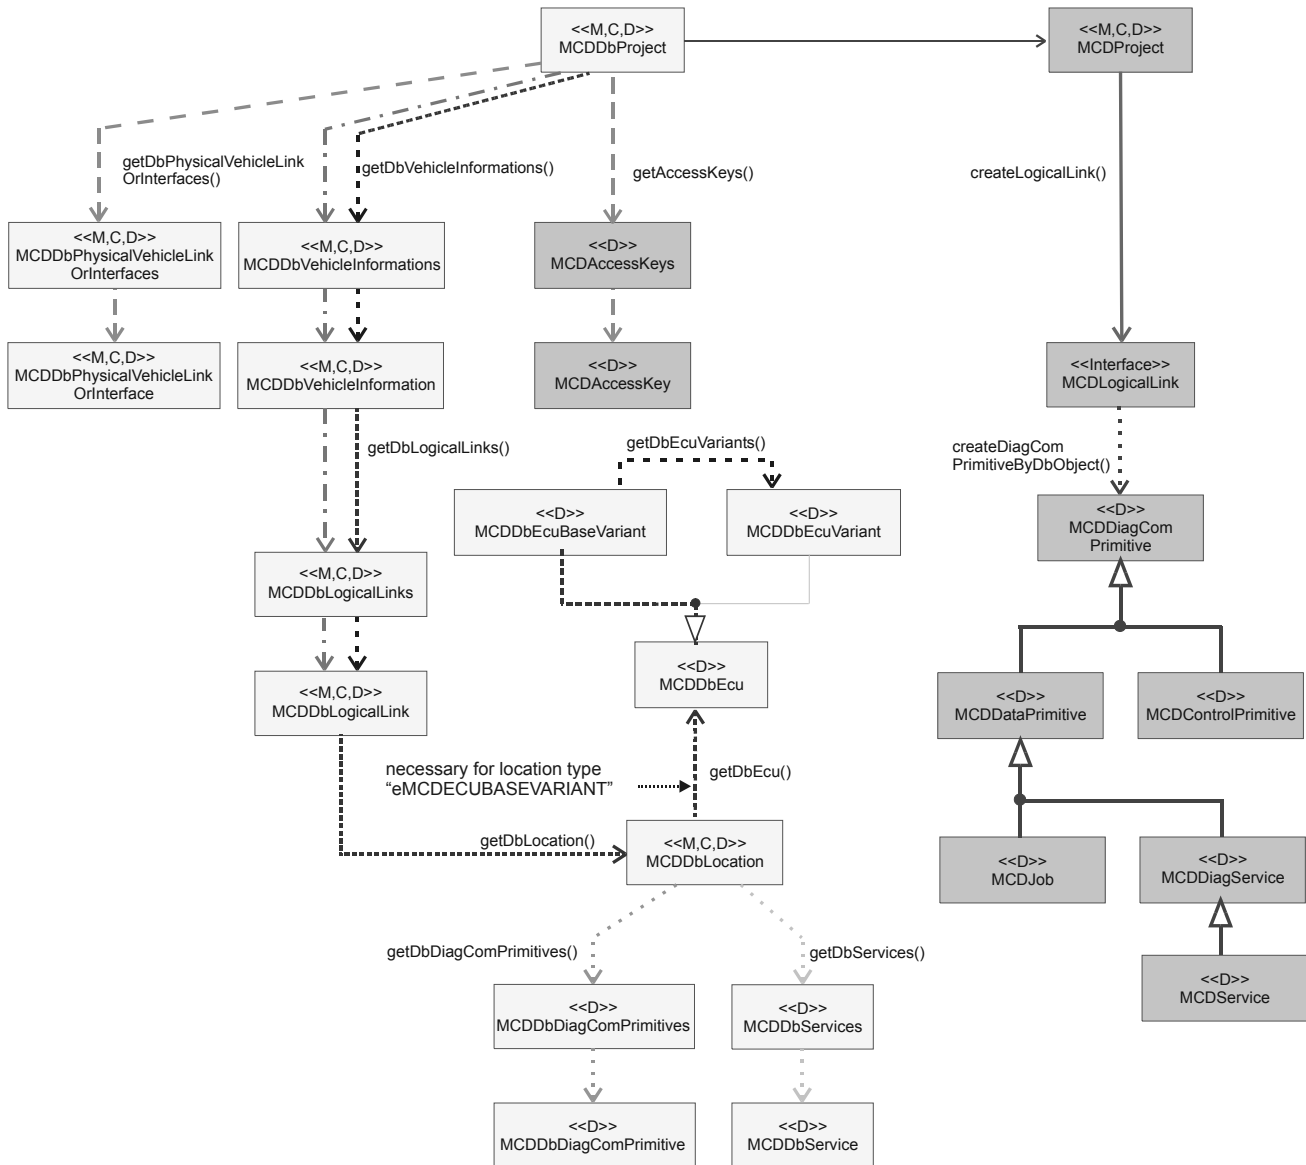 <<M,C,D>>
MCDDbProject
<<M,C,D>>
MCDProject
getDbPhysicalVehicleLink
OrInterfaces()
getDbVehicleInformations()
getAccessKeys()
createLogicalLink()
<<M,C,D>>
MCDDbPhysicalVehicleLink
OrInterfaces
<<M,C,D>>
MCDDbVehicleInformations
<<D>>
MCDAccessKeys
<<M,C,D>>
MCDDbPhysicalVehicleLink
OrInterface
<<M,C,D>>
MCDDbVehicleInformation
<<D>>
MCDAccessKey
<<Interface>>
MCDLogicalLink
getDbLogicalLinks()
getDbEcuVariants()
createDiagCom
PrimitiveByDbObject()
<<D>>
MCDDbEcuBaseVariant
<<D>>
MCDDbEcuVariant
<<D>>
MCDDiagCom
Primitive
<<M,C,D>>
MCDDbLogicalLinks
<<D>>
MCDDbEcu
<<M,C,D>>
MCDDbLogicalLink
<<D>>
MCDDataPrimitive
<<D>>
MCDControlPrimitive
necessary for location type
“eMCDECUBASEVARIANT”
getDbEcu()
getDbLocation()
<<M,C,D>>
MCDDbLocation
<<D>>
MCDJob
<<D>>
MCDDiagService
getDbDiagComPrimitives()
getDbServices()
<<D>>
MCDService
<<D>>
MCDDbDiagComPrimitives
<<D>>
MCDDbServices
<<D>>
MCDDbDiagComPrimitive
<<D>>
MCDDbService